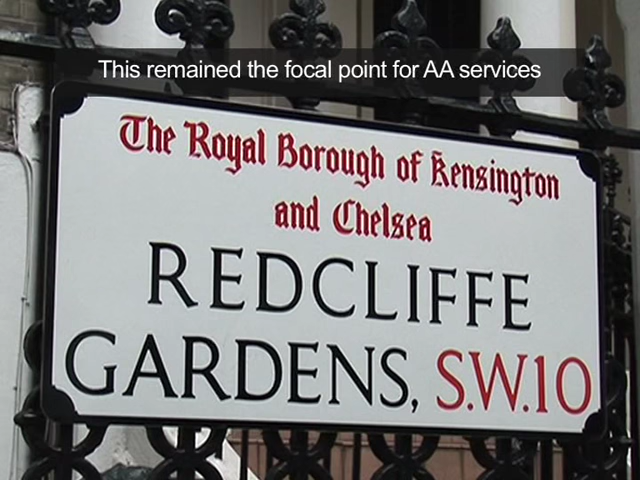 This remained the focal point for AA services
The Royal Borough of Kensington
and Chelsea
REDCLIFFE
GARDENS, S.W.10